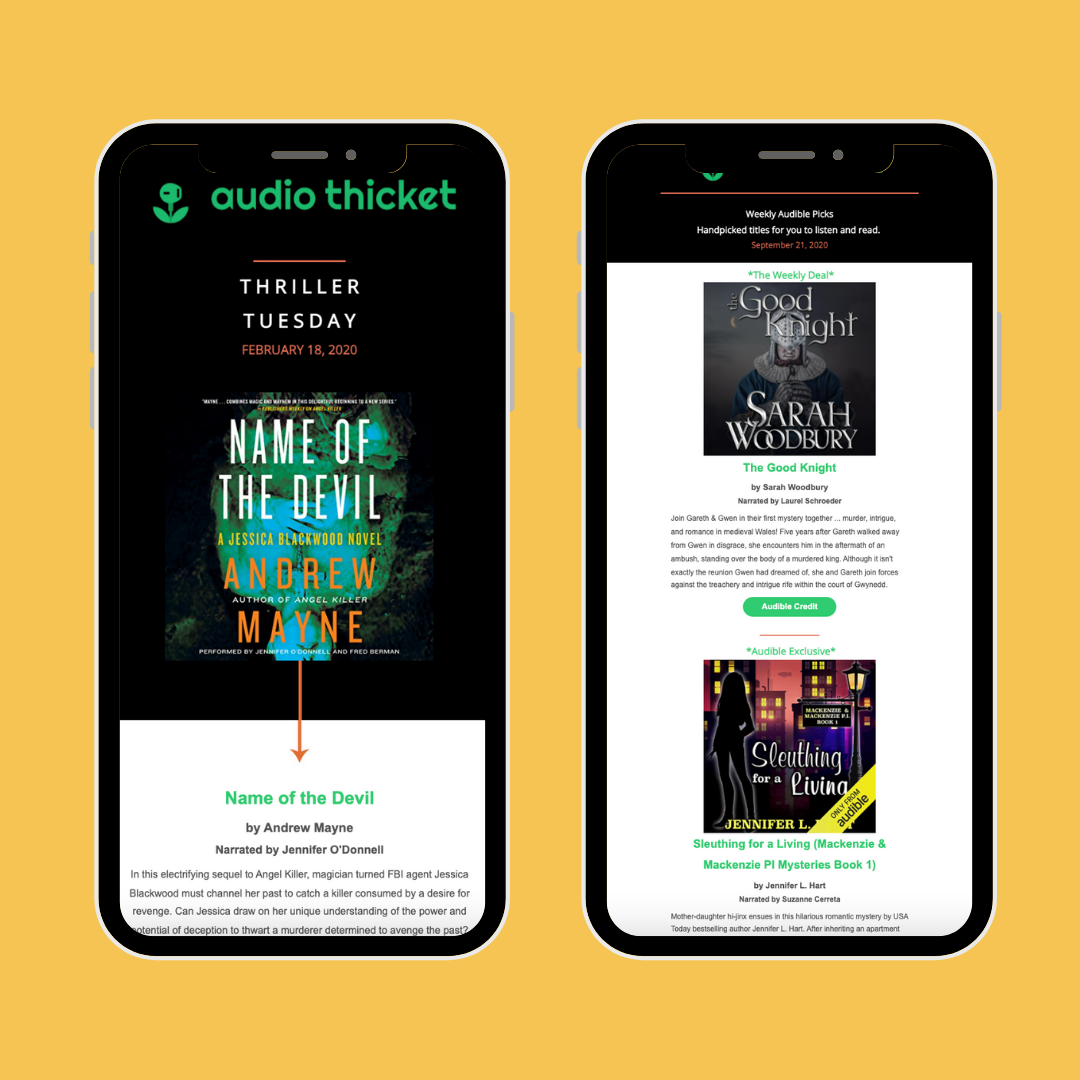 audio thicket
THRILLER
TUESDAY
FEBRUARY 18, 2020
"MAYNE . . . COMBINES MAGIC AND MAYHEM IN THIS DELIGHTFUL BEGINNING TO A NEW SERIES."
—PUBLISHERS WEEKLY ON ANGEL KILLER
NAME OF
THE DEVIL
A JESSICA BLACKWOOD NOVEL
ANDREW
AUTHOR OF ANGEL KILLER
MAYNE
PERFORMED BY JENNIFER O'DONNELL AND FRED BERMAN
Name of the Devil
by Andrew Mayne
Narrated by Jennifer O'Donnell
In this electrifying sequel to Angel Killer, magician turned FBI agent Jessica
Blackwood must channel her past to catch a killer consumed by a desire for
revenge. Can Jessica draw on her unique understanding of the power and
potential of deception to thwart a murderer determined to avenge the past?
Weekly Audible Picks
Handpicked titles for you to listen and read.
September 21, 2020
*The Weekly Deal*
the Good
Knight
SARAH
WOODBURY
The Good Knight
by Sarah Woodbury
Narrated by Laurel Schroeder
Join Gareth & Gwen in their first mystery together ... murder, intrigue,
and romance in medieval Wales! Five years after Gareth walked away
from Gwen in disgrace, she encounters him in the aftermath of an
ambush, standing over the body of a murdered king. Although it isn't
exactly the reunion Gwen had dreamed of, she and Gareth join forces
against the treachery and intrigue rife within the court of Gwynedd.
Audible Credit
*Audible Exclusive*
MACKENZIE &
MACKENZIE P.I.
BOOK 1
Sleuthing
for a Living
ONLY FROM
audible
JENNIFER L.
Sleuthing for a Living (Mackenzie &
Mackenzie PI Mysteries Book 1)
by Jennifer L. Hart
Narrated by Suzanne Cerreta
Mother-daughter hi-jinx ensues in this hilarious romantic mystery by USA
Today bestselling author Jennifer L. Hart. After inheriting an apartment